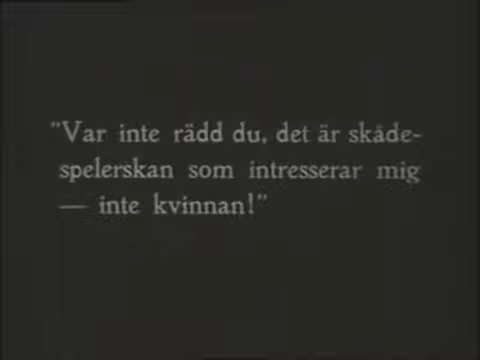 "Var inte rädd du, det är skåde-
spelerskan som intresserar mig
— inte kvinnan!"